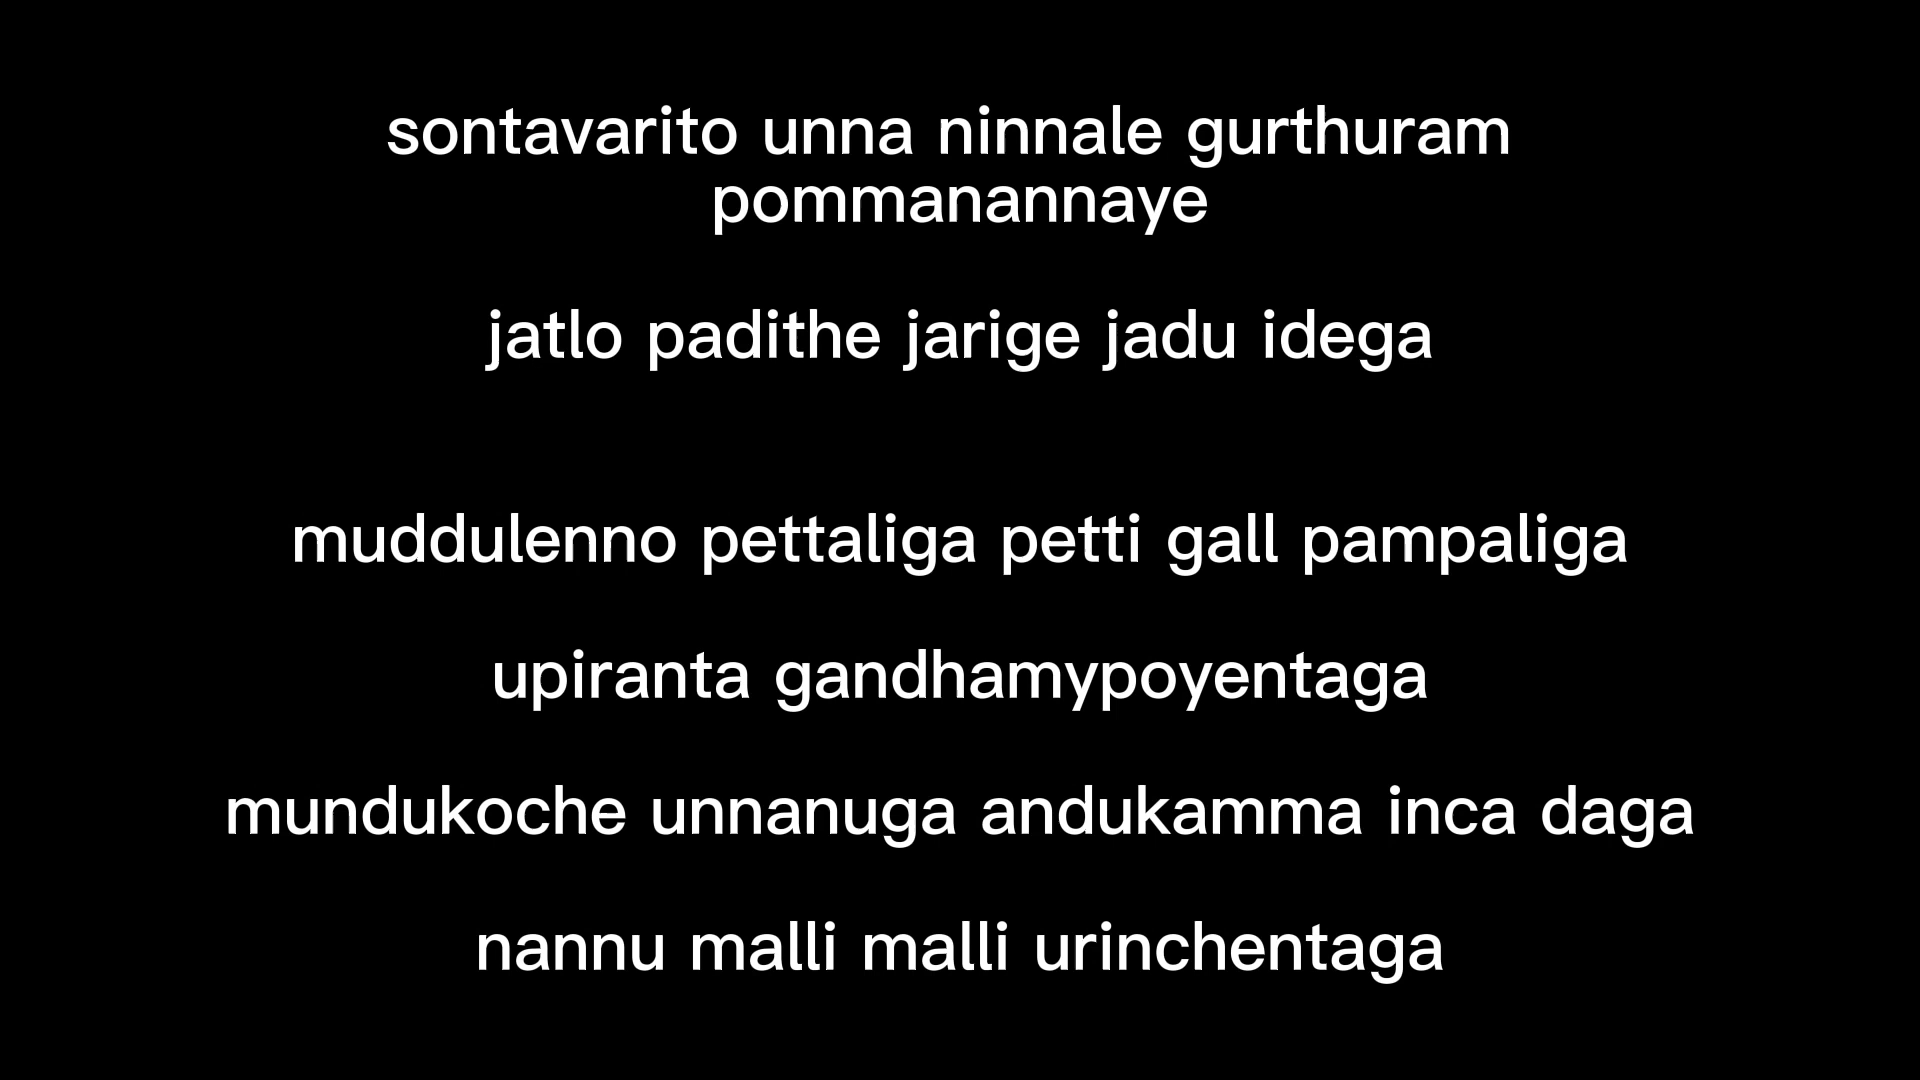 sontavarito unna ninnale gurthuram
pommanannaye
jatlo padithe jarige jadu idega
muddulenno pettaliga petti gall pampaliga
upiranta gandhamypoyentaga
mundukoche unnanuga andukamma inca daga
nannu malli malli urinchentaga